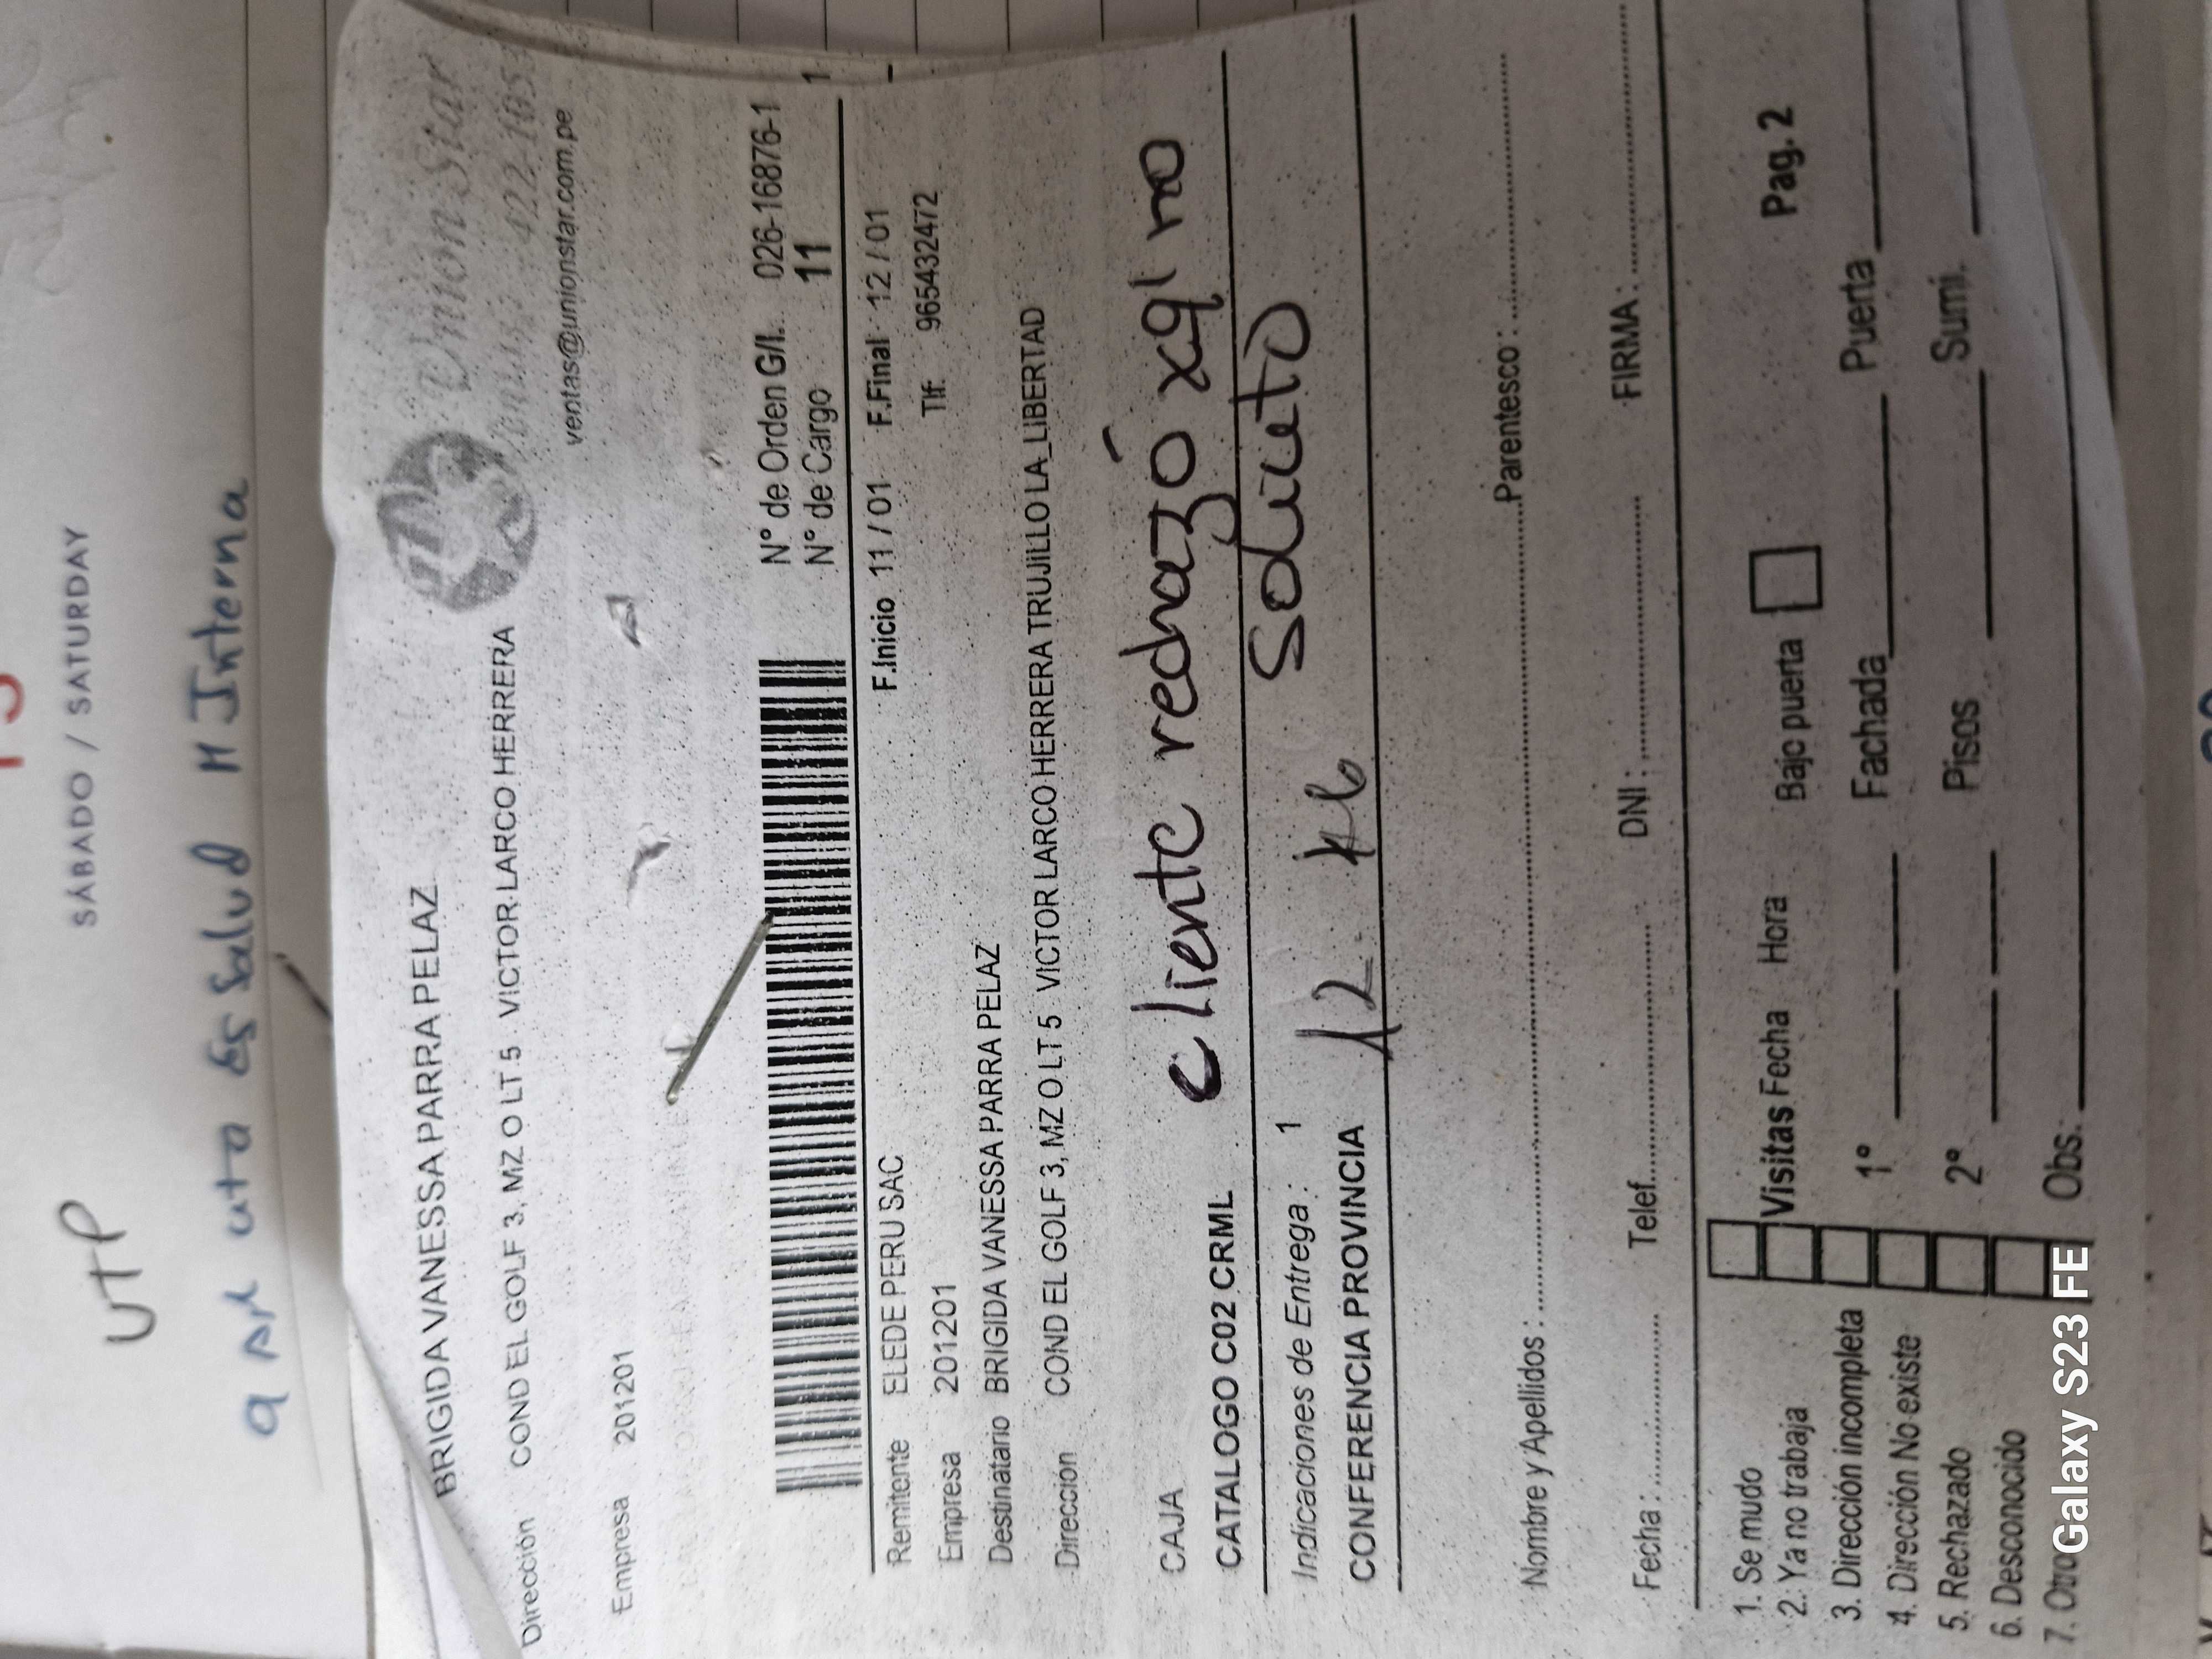 SÁBADO / SATURDAY
UTP
Es Salud M Interna
BRIGIDA VANESSA PARRA PELAZ
Unión Star
ventas@unionstar.com.pe
Dirección COND EL GOLF 3, MZ O LT 5 VICTOR LARCO HERRERA
Empresa 201201
N° de Orden G/I. 026-16876-1
N° de Cargo 11 1
F.Inicio 11 / 01 F.Final 12 / 01
Remitente ELEDE PERU SAC
Empresa 201201 Tlf. 965432472
Destinatario BRIGIDA VANESSA PARRA PELAZ
Direccion COND EL GOLF 3, MZ O LT 5 VICTOR LARCO HERRERA TRUJILLO LA_LIBERTAD
CAJA
cliente rechazó xq' no
CATALOGO C02 CRML
solicito
Indicaciones de Entrega : 1
12
CONFERENCIA PROVINCIA
Nombre y Apellidos : Parentesco :
Fecha : Telef. DNI : FIRMA :
1. Se mudo
2. Ya no trabaja
3. Dirección incompleta
4. Dirección No existe
5. Rechazado
6. Desconocido
7. Otro
Visitas Fecha Hora Bajo puerta Pag. 2
1° Fachada Puerta
2° Pisos Sumi.
Obs.
Galaxy S23 FE